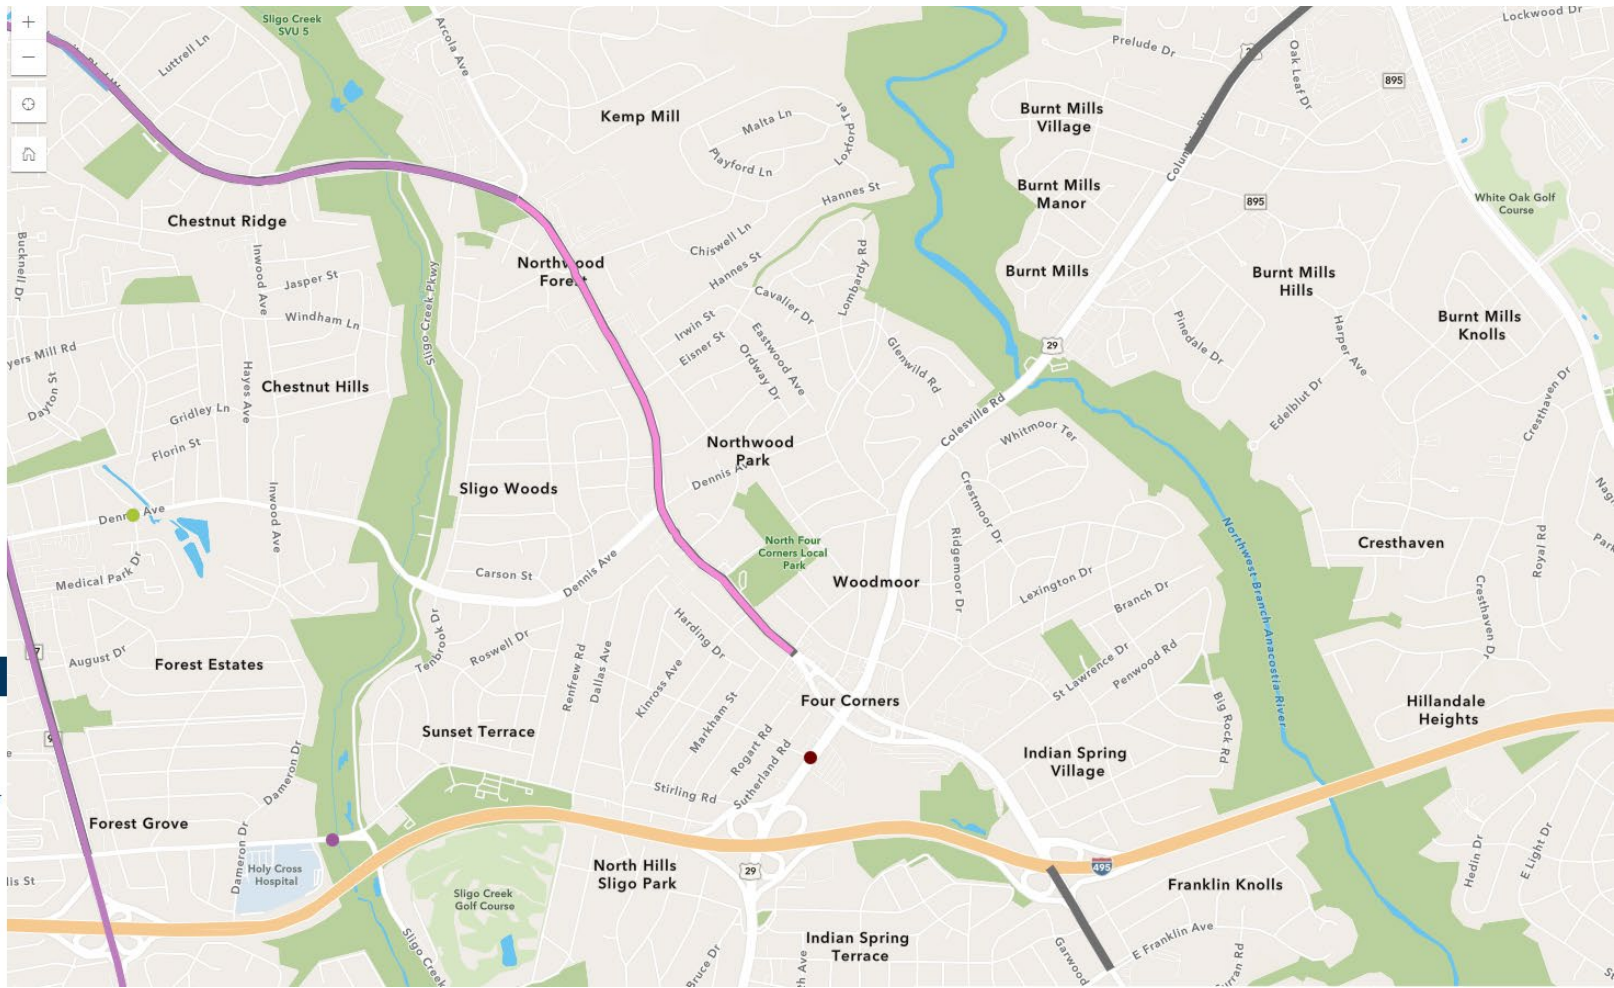 Sligo Creek
SVU 5
Lockwood Dr
Arcola Ave
Luttrell Ln
Prelude Dr
Oak Leaf Dr
895
Kemp Mill
Malta Ln
Loxford Ter
Burnt Mills
Village
Playford Ln
Hannes St
Burnt Mills
Manor
895
White Oak Golf
Course
Chestnut Ridge
Bucknell Dr
Inwood Ave
Jasper St
Chiswell Ln
Hannes St
Northwood
Forest
Lombardy Rd
Burnt Mills
Burnt Mills
Hills
Sligo Creek Pkwy
Windham Ln
Cavalier Dr
Irwin St
Eisner St
Eastwood Ave
Ordway Dr
29
Pinedale Dr
Harper Ave
Burnt Mills
Knolls
Hayes Ave
Dayton St
Chestnut Hills
Glenwild Rd
Edelblut Dr
Cresthaven Dr
Gridley Ln
Florin St
Colesville Rd
Whitmoor Ter
Northwood
Park
Dennis
Sligo Woods
Inwood Ave
Crestmoor Dr
Ave
Northwest Branch Anacostia River
Royal Rd
North Four
Corners Local
Park
Cresthaven
Medical Park Dr
Carson St
Dennis Ave
Woodmoor
Ridgemoor Dr
Lexington Dr
Branch Dr
Cresthaven Dr
August Dr
Forest Estates
Tenbrook Dr
Roswell Dr
Renfrew Rd
Dallas Ave
Harding Dr
Kinross Ave
St Lawrence Dr
Penwood Rd
Markham St
Four Corners
Big Rock Rd
Hillandale
Heights
Sunset Terrace
Rogart Rd
Sutherland Rd
Indian Spring
Village
Dameron Dr
Stirling Rd
Forest Grove
Dameron Dr
Holy Cross
Hospital
North Hills
Sligo Park
29
495
Franklin Knolls
Hedin Dr
E Light Dr
Sligo Creek
Golf Course
Sligo Creek
Bruce Dr
Indian Spring
Terrace
Garwood
E Franklin Ave